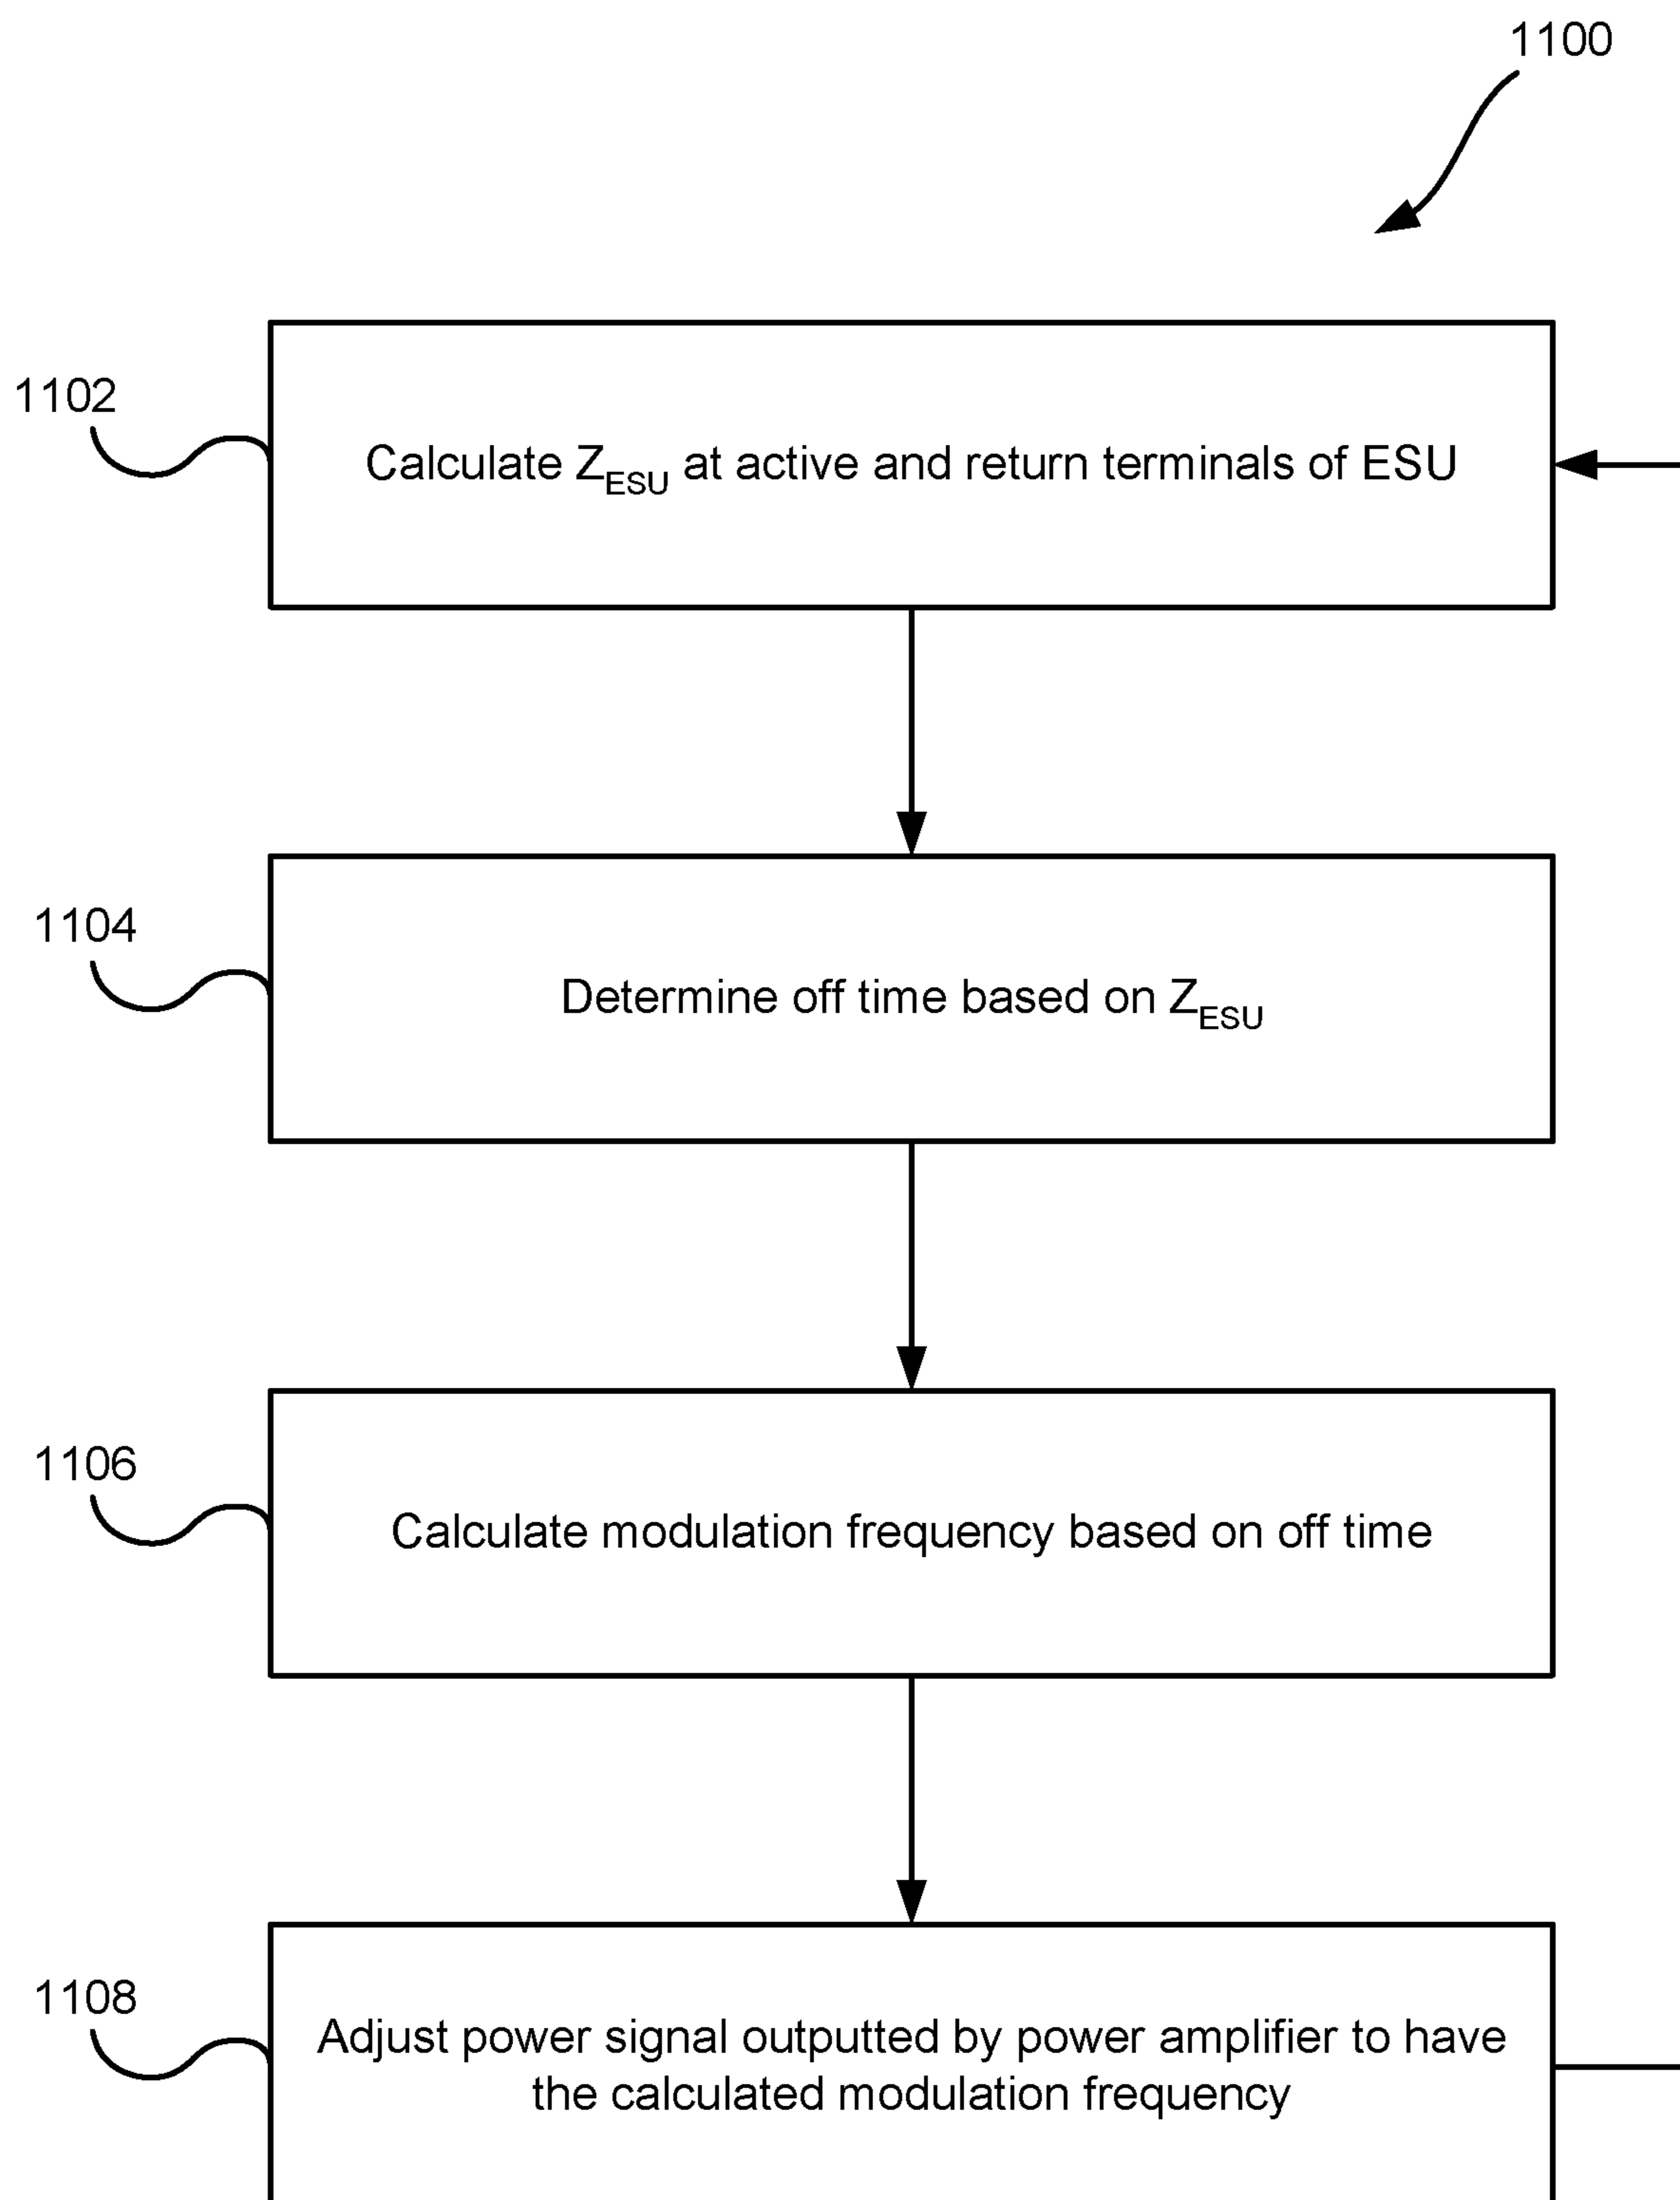 1100
1102
Calculate Z_ESU at active and return terminals of ESU
1104
Determine off time based on Z_ESU
1106
Calculate modulation frequency based on off time
1108
Adjust power signal outputted by power amplifier to have
the calculated modulation frequency